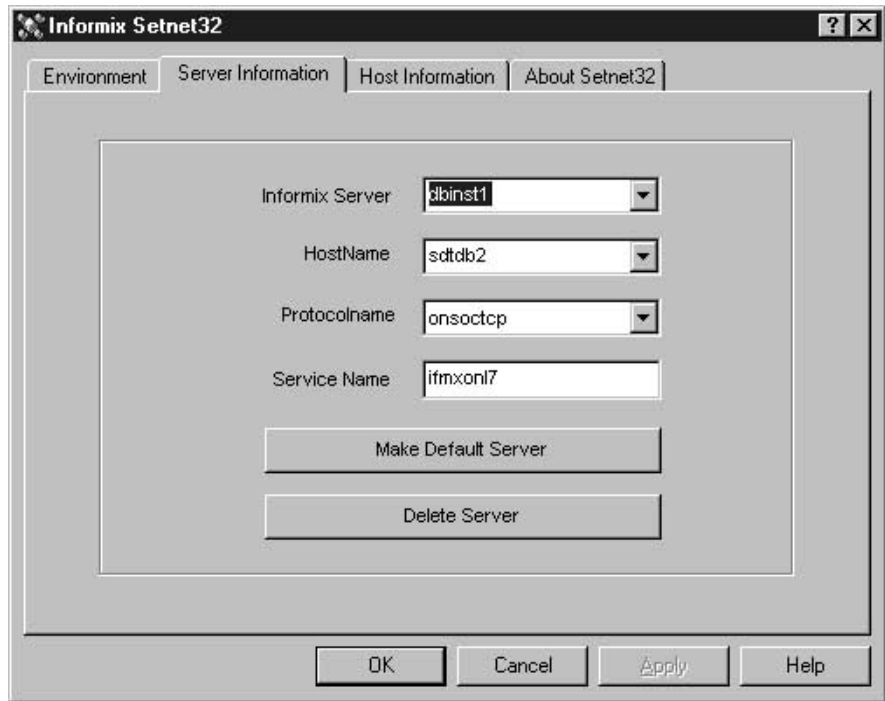 Informix Setnet32
Environment
Server Information
Host Information
About Setnet32
Informix Server
dbinst1
HostName
sdtdb2
Protocolname
onsoctcp
Service Name
ifmxonl7
Make Default Server
Delete Server
OK
Cancel
Apply
Help